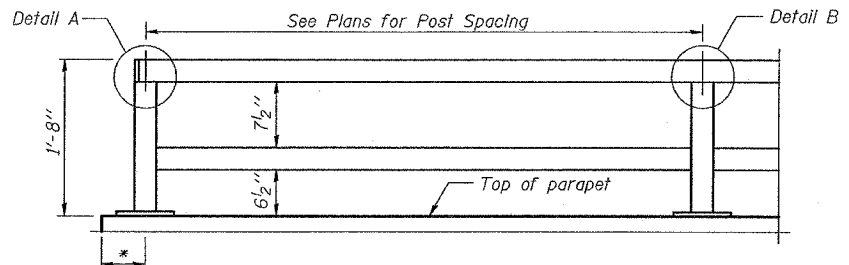 Detail A
See Plans for Post Spacing
Detail B
1'-8"
7½"
6½"
Top of parapet
*